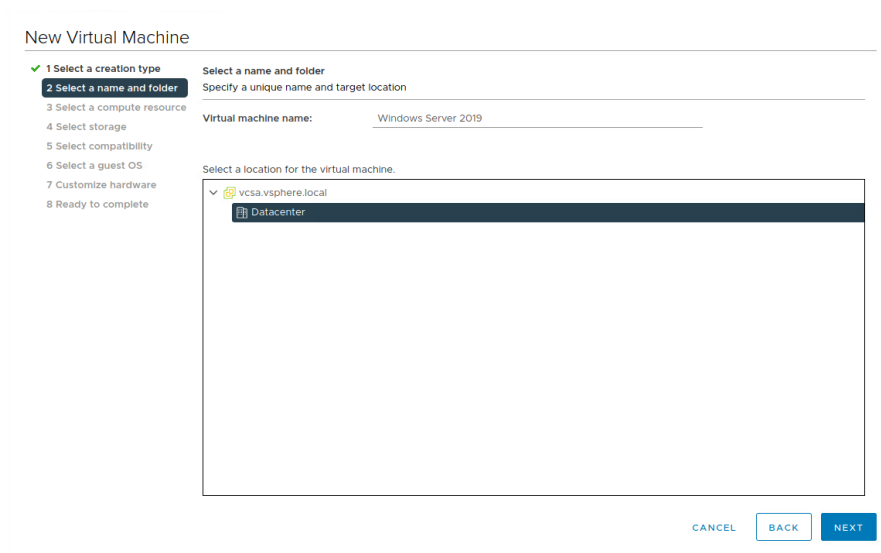 New Virtual Machine
1 Select a creation type
2 Select a name and folder
3 Select a compute resource
4 Select storage
5 Select compatibility
6 Select a guest OS
7 Customize hardware
8 Ready to complete
Select a name and folder
Specify a unique name and target location
Virtual machine name: Windows Server 2019
Select a location for the virtual machine.
vcsa.vsphere.local
Datacenter
CANCEL BACK NEXT